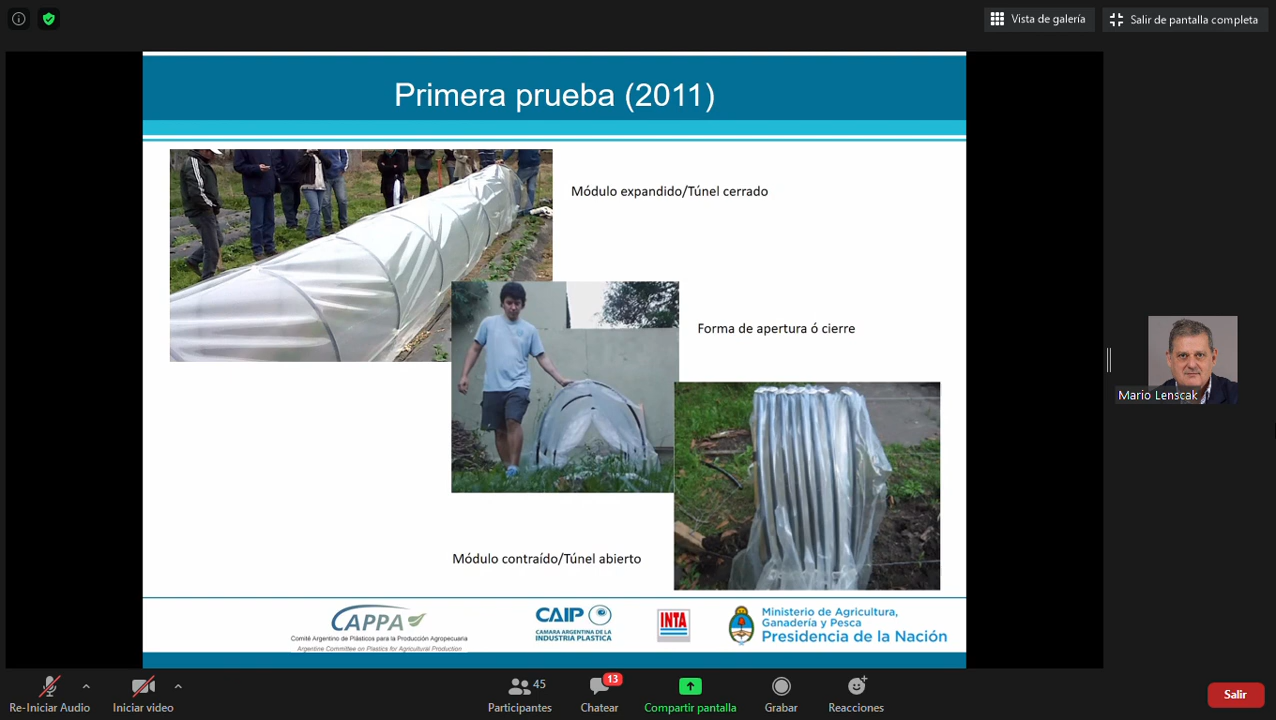 Vista de galería
Salir de pantalla completa
Primera prueba (2011)
Módulo expandido/Túnel cerrado
Forma de apertura ó cierre
Mario Lenscak
Módulo contraído/Túnel abierto
CAPPA
Comité Argentino de Plásticos para la Producción Agropecuaria
Argentine Committee on Plastics for Agricultural Production
CAIP
CAMARA ARGENTINA DE LA
INDUSTRIA PLASTICA
INTA
Ministerio de Agricultura,
Ganadería y Pesca
Presidencia de la Nación
Re-Iniciar Audio
Iniciar video
45
Participantes
13
Chatear
Compartir pantalla
Grabar
Reacciones
Salir